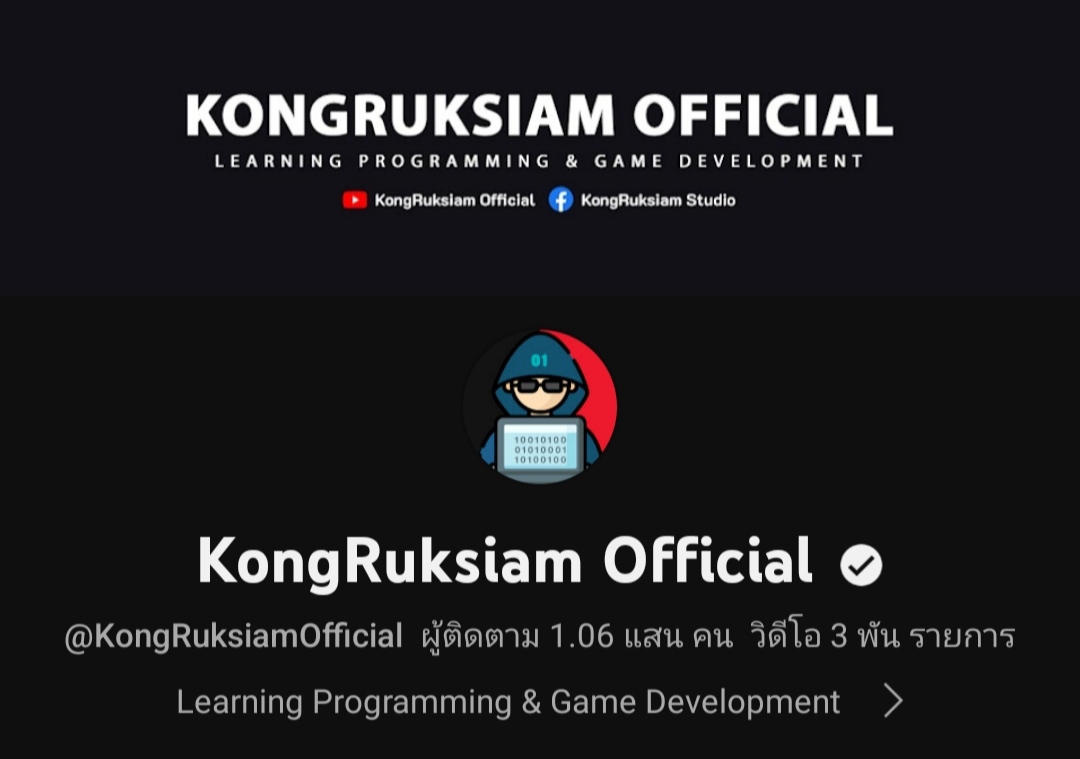 KONGRUKSIAM OFFICIAL
LEARNING PROGRAMMING & GAME DEVELOPMENT
KongRuksiam Official KongRuksiam Studio
01
10010100
01010001
10100100
KongRuksiam Official
@KongRuksiamOfficial ผู้ติดตาม 1.06 แสน คน วิดีโอ 3 พัน รายการ
Learning Programming & Game Development